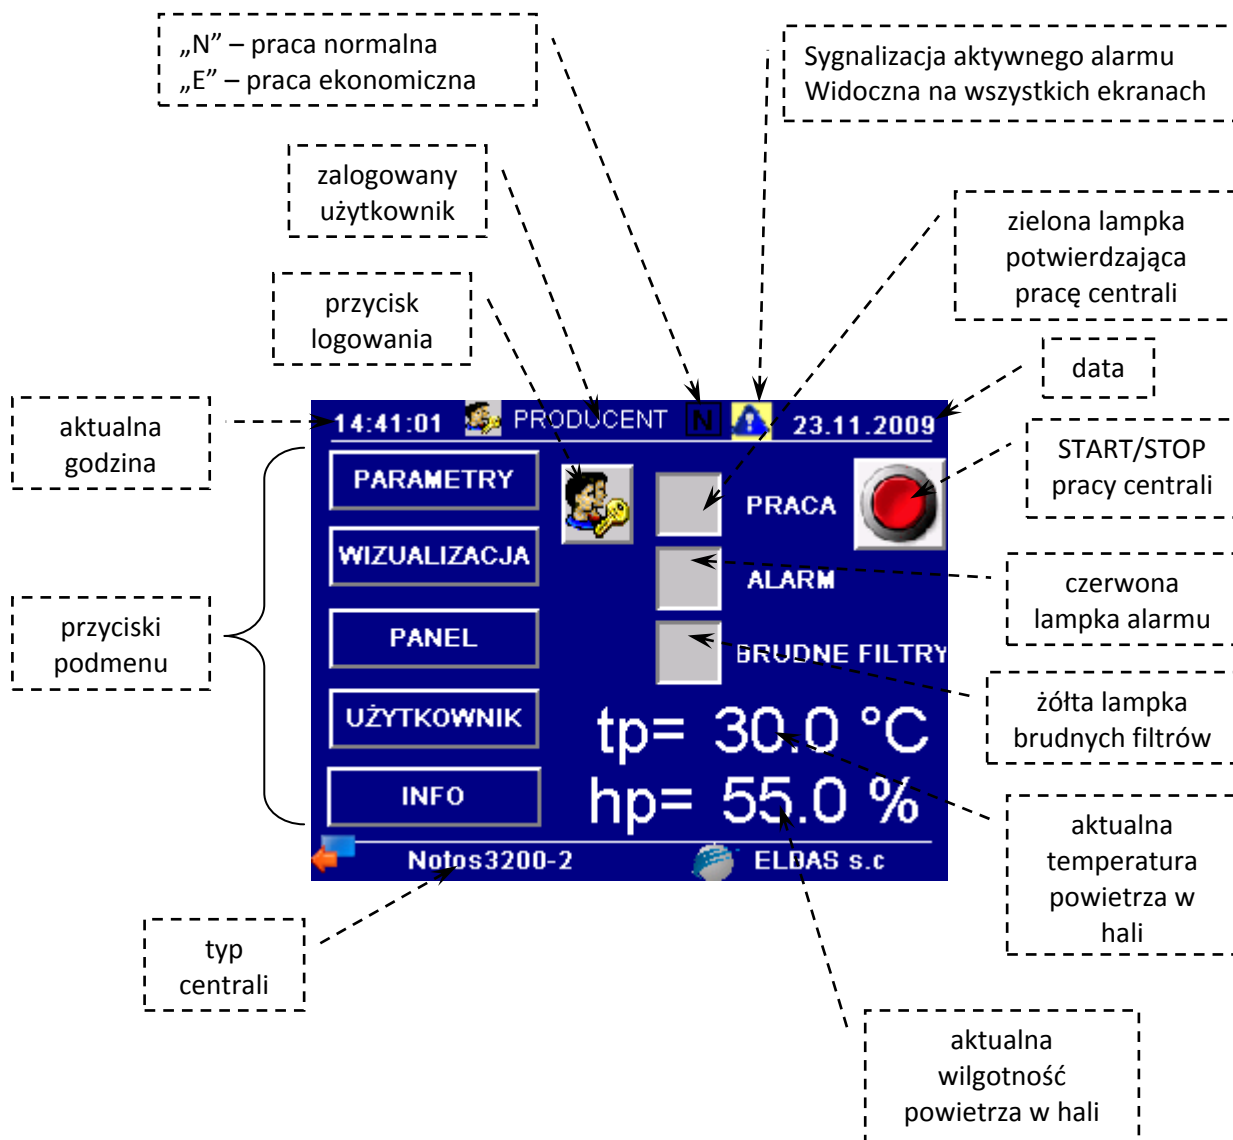 „N” – praca normalna
„E” – praca ekonomiczna
Sygnalizacja aktywnego alarmu
Widoczna na wszystkich ekranach
zalogowany
użytkownik
zielona lampka
potwierdzająca
pracę centrali
przycisk
logowania
data
aktualna
godzina
START/STOP
pracy centrali
14:41:01 PRODUCENT N 23.11.2009
PARAMETRY
PRACA
WIZUALIZACJA
ALARM
czerwona
lampka alarmu
przyciski
podmenu
PANEL
BRUDNE FILTRY
żółta lampka
brudnych filtrów
UŻYTKOWNIK
tp= 30.0 °C
INFO
hp= 55.0 %
aktualna
temperatura
powietrza w
hali
Notos3200-2 ELDAS s.c
typ
centrali
aktualna
wilgotność
powietrza w hali